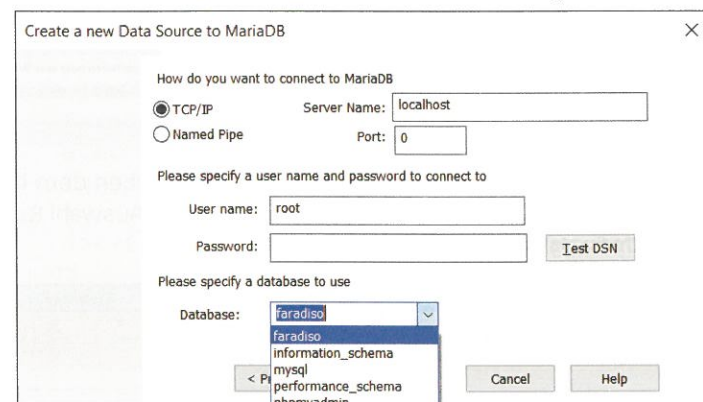 Create a new Data Source to MariaDB
How do you want to connect to MariaDB
TCP/IP Server Name: localhost
Named Pipe Port: 0
Please specify a user name and password to connect to
User name: root
Password: Test DSN
Please specify a database to use
Database: faradiso
faradiso
information_schema
mysql
performance_schema
< Pr Cancel Help
phpmyadmin